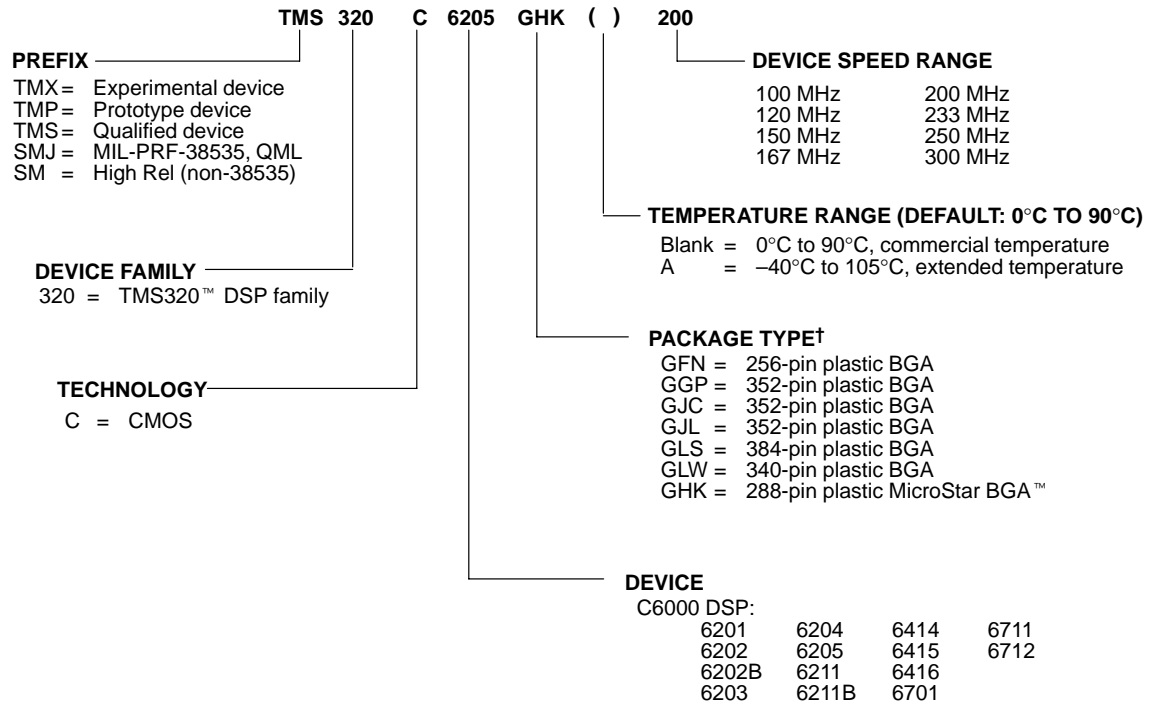 TMS 320 C 6205 GHK ( ) 200
PREFIX
TMX = Experimental device
TMP = Prototype device
TMS = Qualified device
SMJ = MIL-PRF-38535, QML
SM = High Rel (non-38535)
DEVICE SPEED RANGE
100 MHz 200 MHz
120 MHz 233 MHz
150 MHz 250 MHz
167 MHz 300 MHz
TEMPERATURE RANGE (DEFAULT: 0°C TO 90°C)
Blank = 0°C to 90°C, commercial temperature
A = –40°C to 105°C, extended temperature
DEVICE FAMILY
320 = TMS320™ DSP family
PACKAGE TYPE†
GFN = 256-pin plastic BGA
GGP = 352-pin plastic BGA
GJC = 352-pin plastic BGA
GJL = 352-pin plastic BGA
GLS = 384-pin plastic BGA
GLW = 340-pin plastic BGA
GHK = 288-pin plastic MicroStar BGA™
TECHNOLOGY
C = CMOS
DEVICE
C6000 DSP:
6201 6204 6414 6711
6202 6205 6415 6712
6202B 6211 6416
6203 6211B 6701